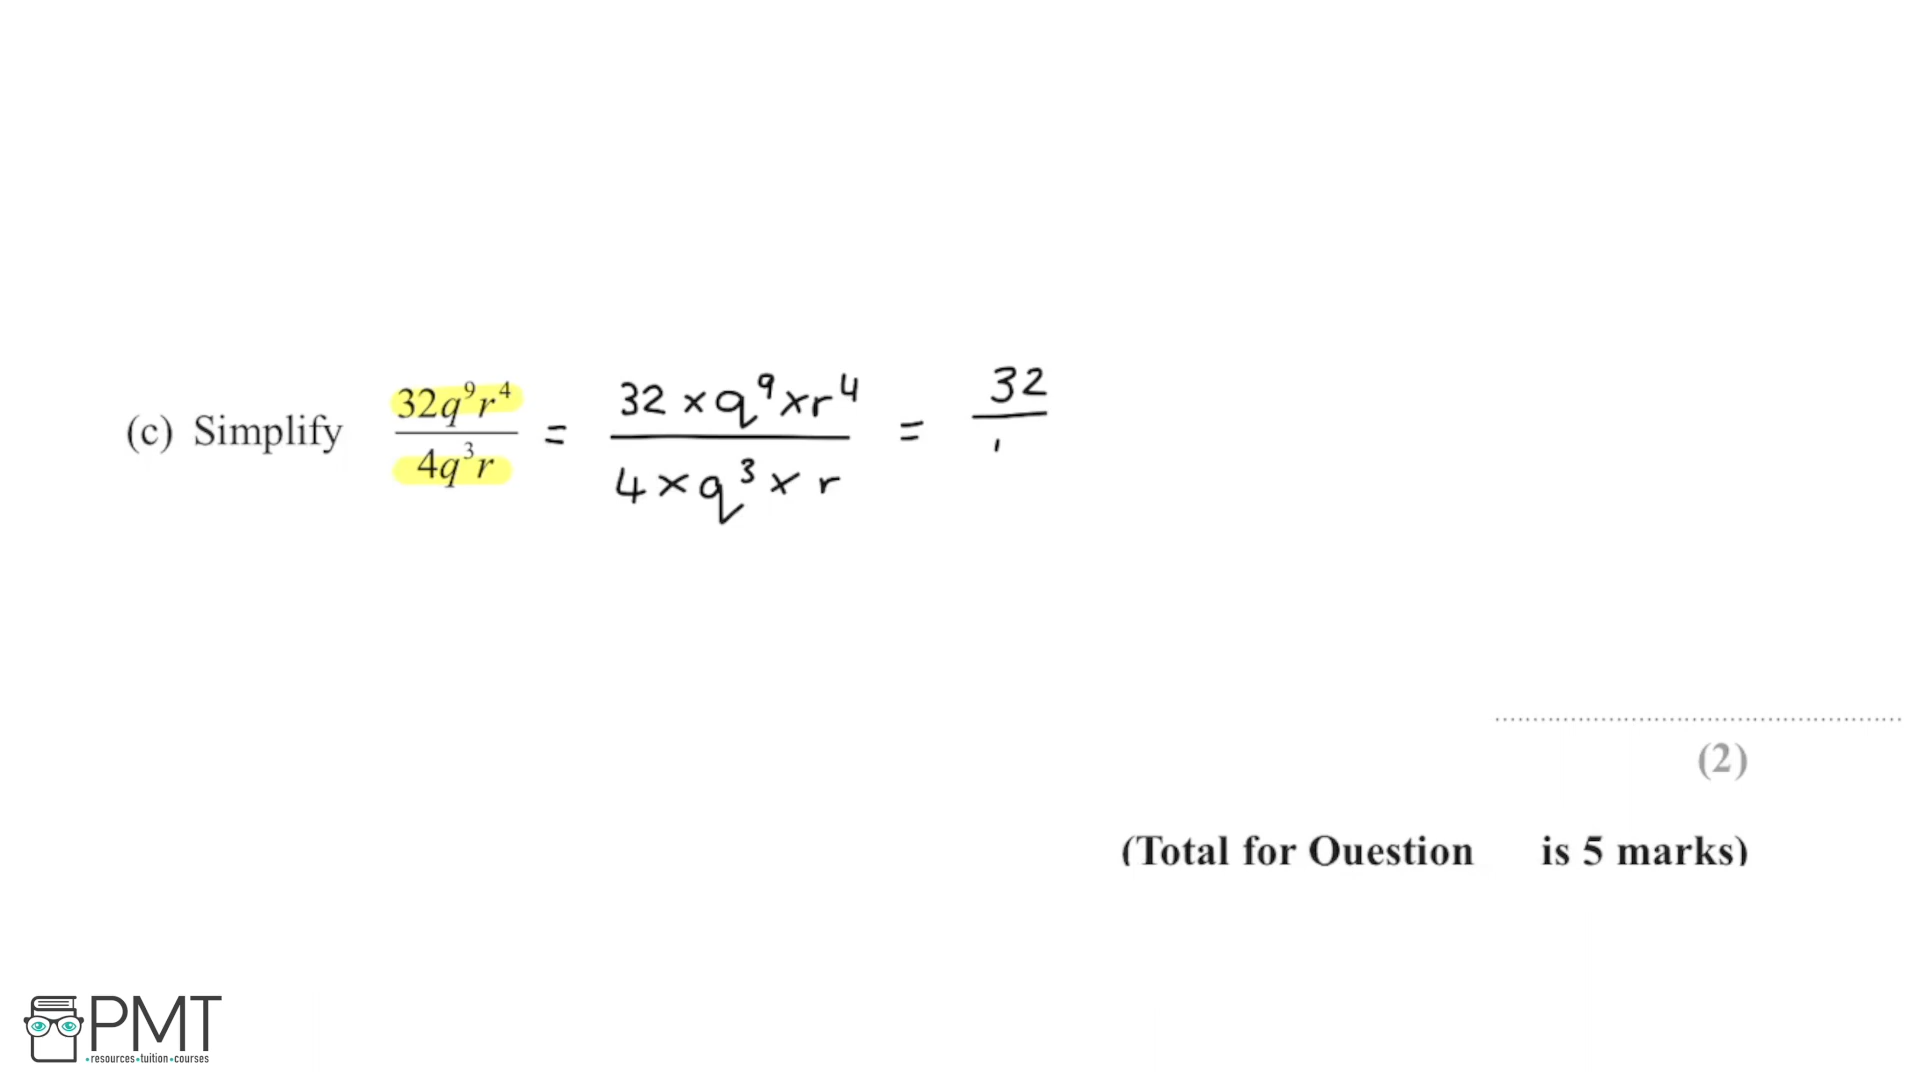 (c) Simplify 32q⁹r⁴ / 4q³r = 32 × q⁹ × r⁴ / 4 × q³ × r = 32 /
(2)
(Total for Question is 5 marks)
PMT
•resources•tuition•courses